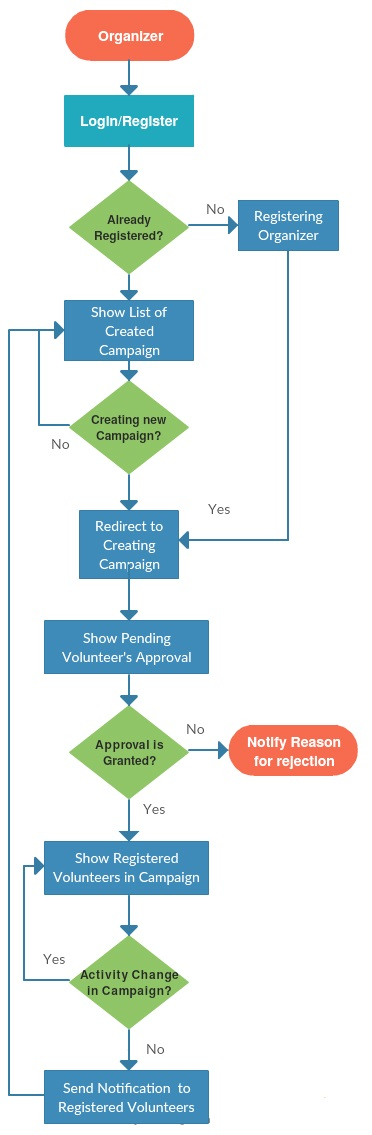 Organizer
Login/Register
Already
Registered?
No
Registering
Organizer
Show List of
Created
Campaign
Creating new
Campaign?
No
Redirect to
Creating
Campaign
Yes
Show Pending
Volunteer's Approval
Approval is
Granted?
No
Notify Reason
for rejection
Yes
Show Registered
Volunteers in Campaign
Yes
Activity Change
in Campaign?
No
Send Notification to
Registered Volunteers